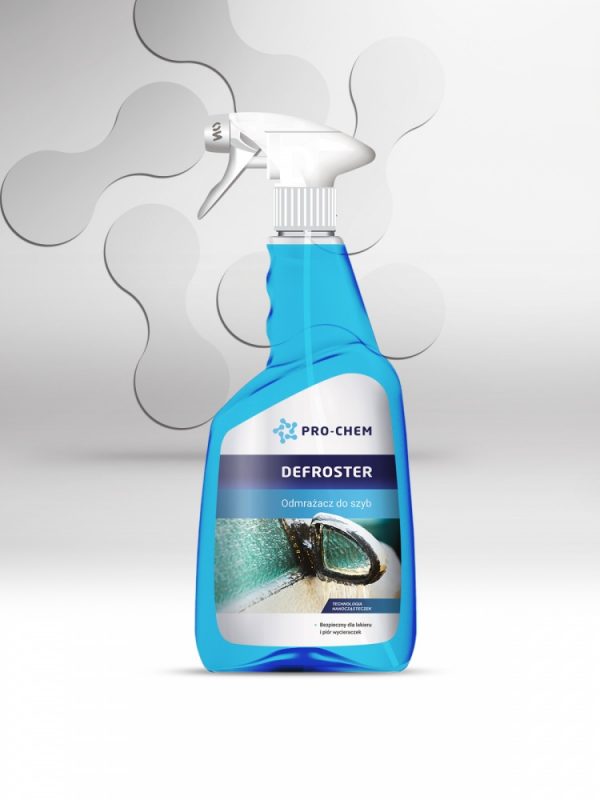 PRO-CHEM
DEFROSTER
Odmrażacz do szyb
TECHNOLOGIA
NANOCZĄSTECZEK
• Bezpieczny dla lakieru
i piór wycieraczek